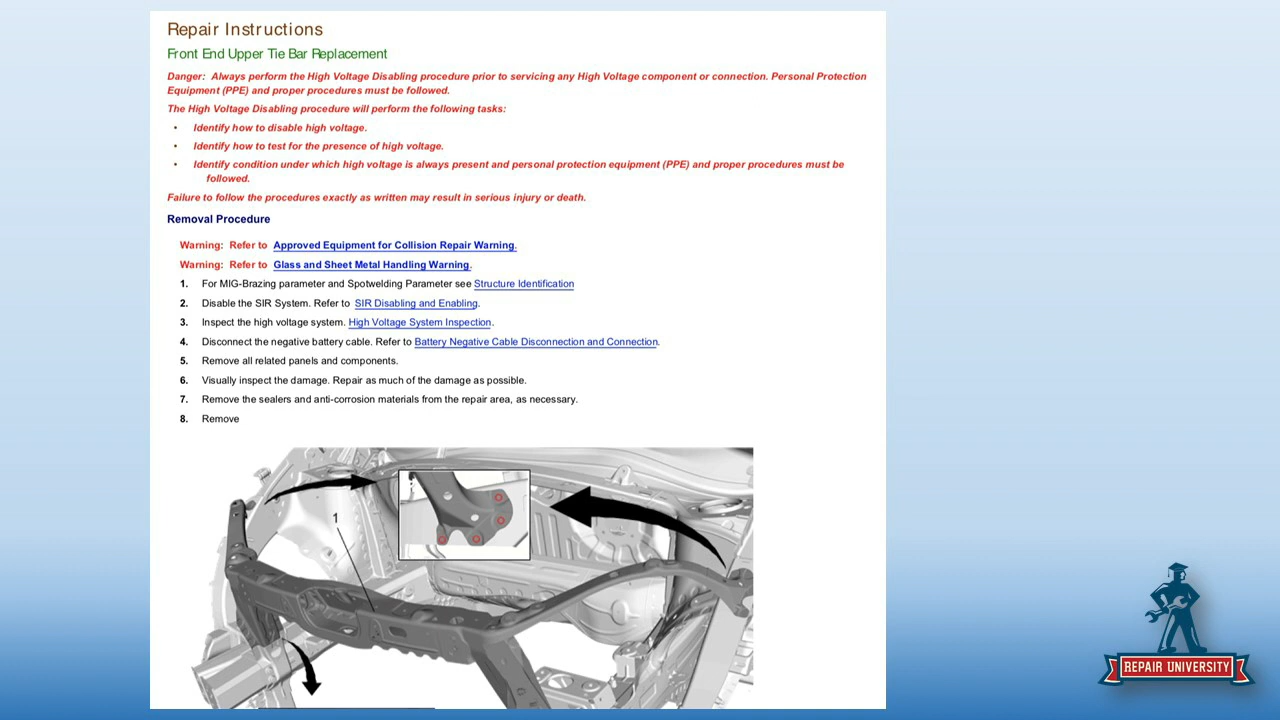 Repair Instructions
Front End Upper Tie Bar Replacement
Danger: Always perform the High Voltage Disabling procedure prior to servicing any High Voltage component or connection. Personal Protection
Equipment (PPE) and proper procedures must be followed.
The High Voltage Disabling procedure will perform the following tasks:
• Identify how to disable high voltage.
• Identify how to test for the presence of high voltage.
• Identify condition under which high voltage is always present and personal protection equipment (PPE) and proper procedures must be
followed.
Failure to follow the procedures exactly as written may result in serious injury or death.
Removal Procedure
Warning: Refer to Approved Equipment for Collision Repair Warning.
Warning: Refer to Glass and Sheet Metal Handling Warning.
1. For MIG-Brazing parameter and Spotwelding Parameter see Structure Identification
2. Disable the SIR System. Refer to SIR Disabling and Enabling.
3. Inspect the high voltage system. High Voltage System Inspection.
4. Disconnect the negative battery cable. Refer to Battery Negative Cable Disconnection and Connection.
5. Remove all related panels and components.
6. Visually inspect the damage. Repair as much of the damage as possible.
7. Remove the sealers and anti-corrosion materials from the repair area, as necessary.
8. Remove
1
REPAIR UNIVERSITY